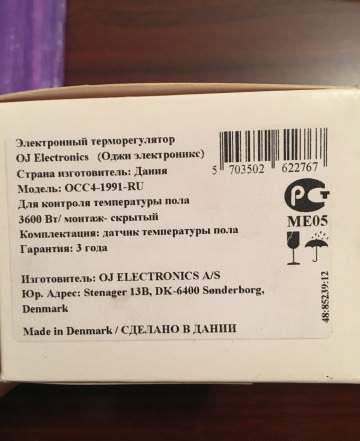 Электронный терморегулятор
OJ Electronics (Оджи электроникс)
Страна изготовитель: Дания
Модель: OCC4-1991-RU
Для контроля температуры пола
3600 Вт/ монтаж- скрытый
Комплектация: датчик температуры пола
Гарантия: 3 года
5 703502 622767
РСТ
ME05
Изготовитель: OJ ELECTRONICS A/S
Юр. Адрес: Stenager 13B, DK-6400 Sønderborg,
Denmark
Made in Denmark / СДЕЛАНО В ДАНИИ
48:85239:12